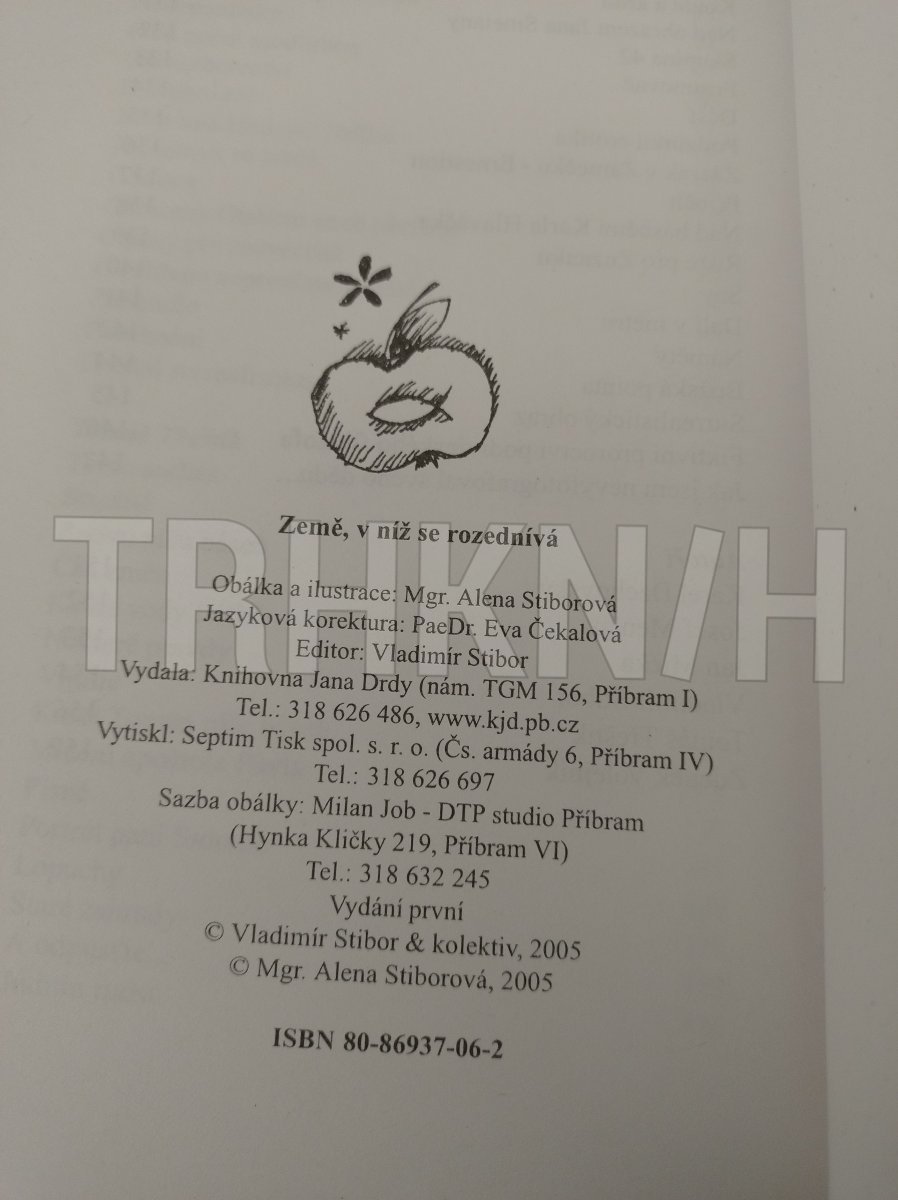 Země, v níž se rozednívá
TRHKN/H
Obálka a ilustrace: Mgr. Alena Stiborová
Jazyková korektura: PaeDr. Eva Čekalová
Editor: Vladimír Stibor
Vydala: Knihovna Jana Drdy (nám. TGM 156, Příbram I)
Tel.: 318 626 486, www.kjd.pb.cz
Vytiskl: Septim Tisk spol. s. r. o. (Čs. armády 6, Příbram IV)
Tel.: 318 626 697
Sazba obálky: Milan Job - DTP studio Příbram
(Hynka Kličky 219, Příbram VI)
Tel.: 318 632 245
Vydání první
© Vladimír Stibor & kolektiv, 2005
© Mgr. Alena Stiborová, 2005
ISBN 80-86937-06-2